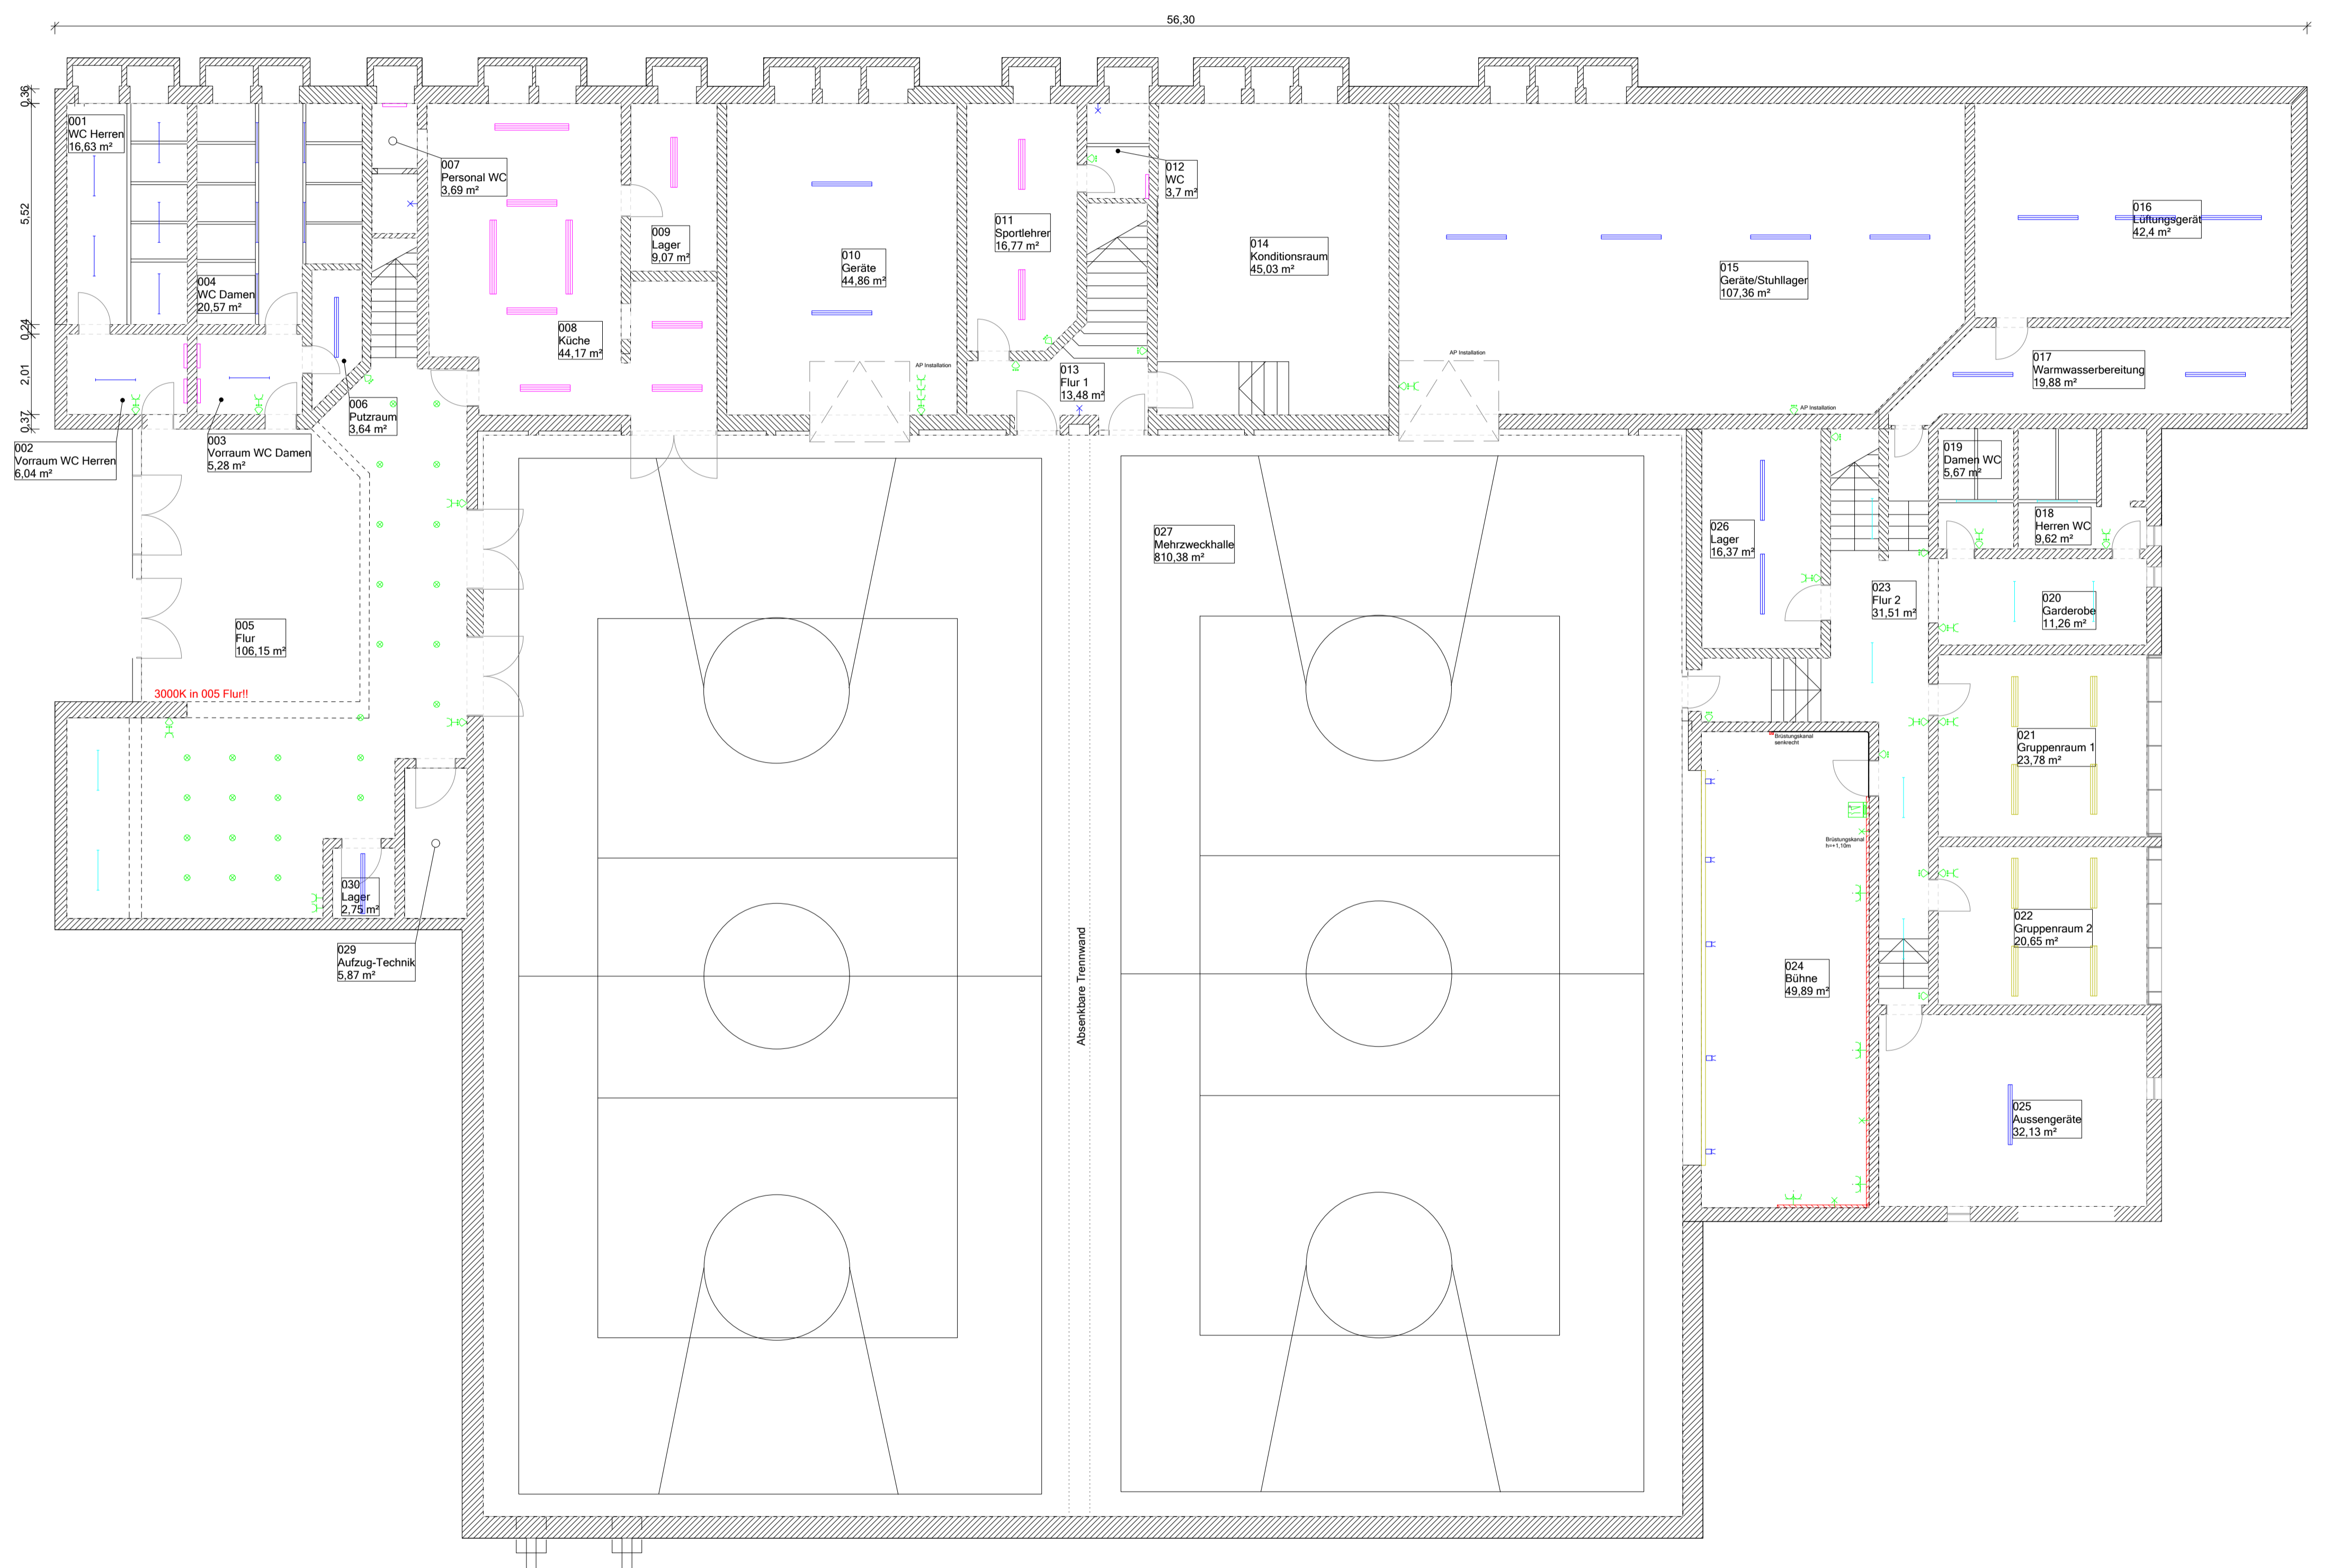 56,30
0,36
5,52
0,24
2,01
0,37
001
WC Herren
16,63 m²
004
WC Damen
20,57 m²
007
Personal WC
3,69 m²
009
Lager
9,07 m²
010
Geräte
44,86 m²
011
Sportlehrer
16,77 m²
012
WC
3,7 m²
014
Konditionsraum
45,03 m²
015
Geräte/Stuhllager
107,36 m²
016
Lüftungsgerät
42,4 m²
008
Küche
44,17 m²
AP Installation
013
Flur 1
13,48 m²
AP Installation
017
Warmwasserbereitung
19,88 m²
AP Installation
006
Putzraum
3,64 m²
002
Vorraum WC Herren
6,04 m²
003
Vorraum WC Damen
5,28 m²
019
Damen WC
5,67 m²
018
Herren WC
9,62 m²
026
Lager
16,37 m²
027
Mehrzweckhalle
810,38 m²
023
Flur 2
31,51 m²
020
Garderobe
11,26 m²
005
Flur
106,15 m²
3000K in 005 Flur!!
Brüstungskanal
senkrecht
021
Gruppenraum 1
23,78 m²
Brüstungskanal
h=+1,10m
030
Lager
2,75 m²
029
Aufzug-Technik
5,87 m²
Absenkbare Trennwand
022
Gruppenraum 2
20,65 m²
024
Bühne
49,89 m²
025
Aussengeräte
32,13 m²